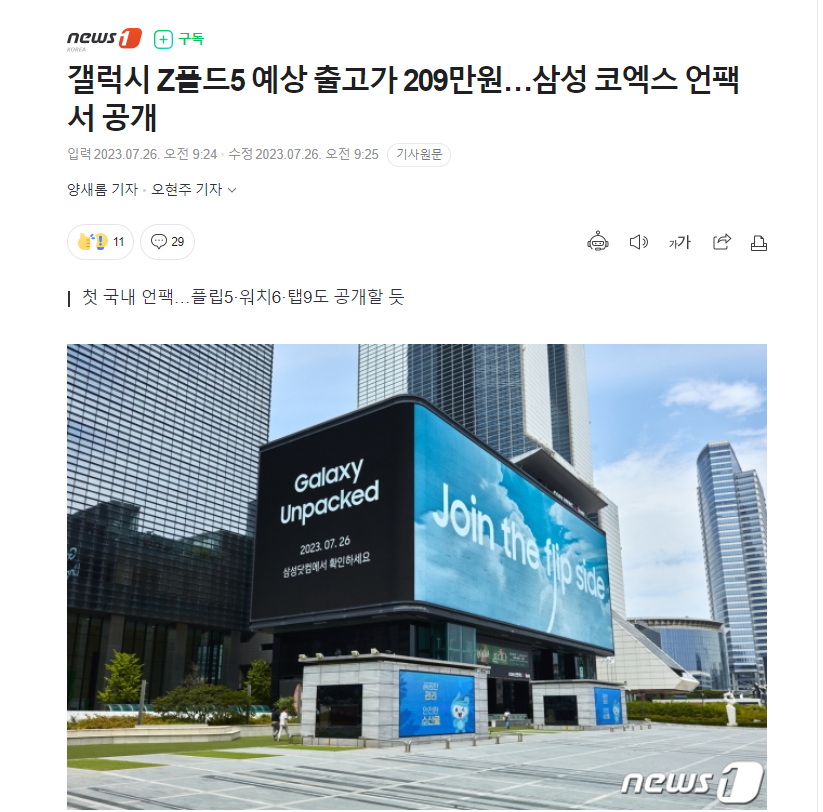 news1
KOREA
구독
갤럭시 Z폴드5 예상 출고가 209만원…삼성 코엑스 언팩
서 공개
입력 2023.07.26. 오전 9:24 · 수정 2023.07.26. 오전 9:25 기사원문
양새롬 기자 · 오현주 기자
11 29
가가
첫 국내 언팩…플립5·워치6·탭9도 공개할 듯
Galaxy
Unpacked
2023. 07. 26
삼성닷컴에서 확인하세요
Join the flip side
news1